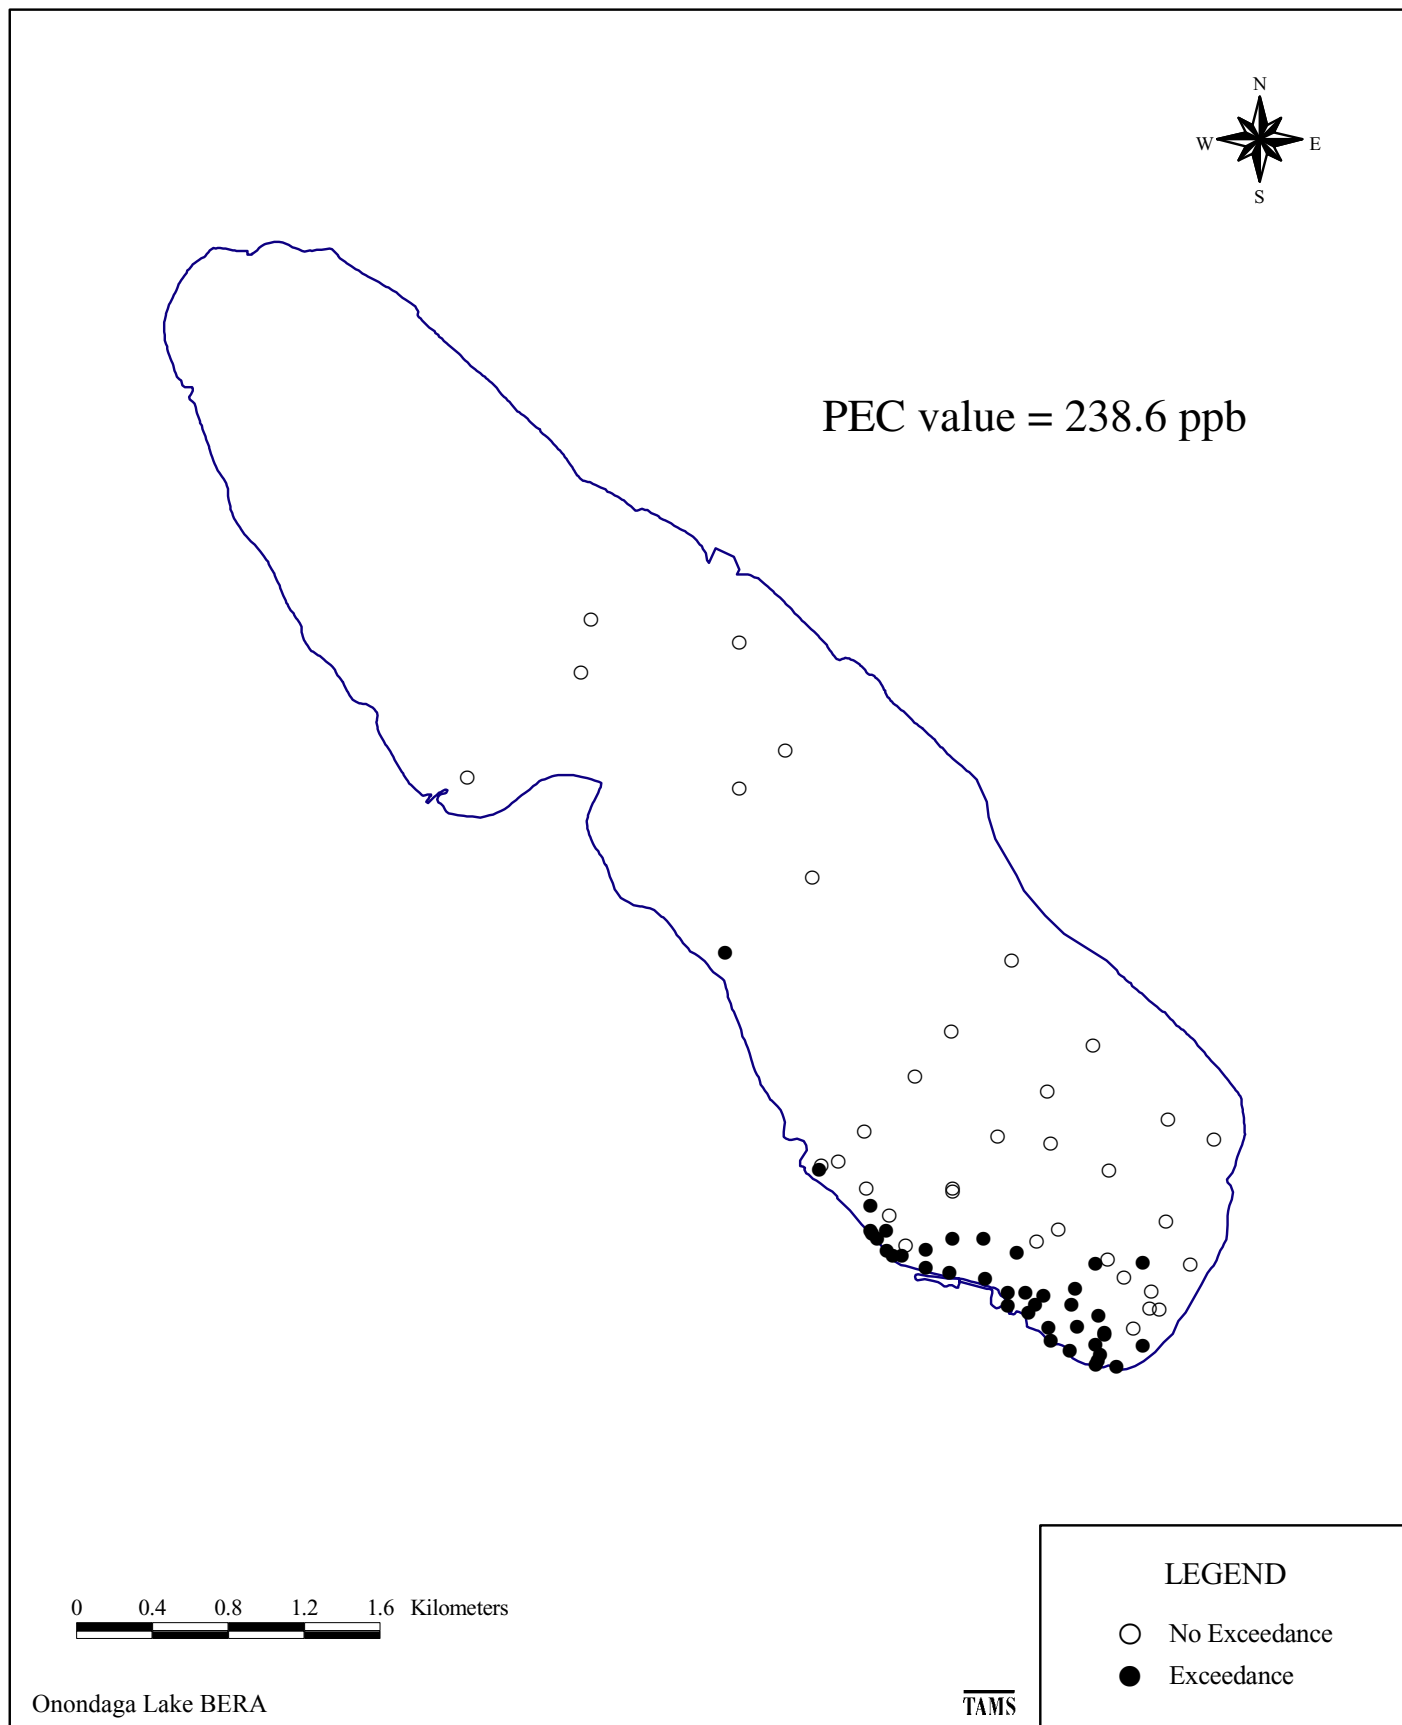 N
W E
S
PEC value = 238.6 ppb
LEGEND
No Exceedance
Exceedance
0 0.4 0.8 1.2 1.6 Kilometers
Onondaga Lake BERA
TAMS